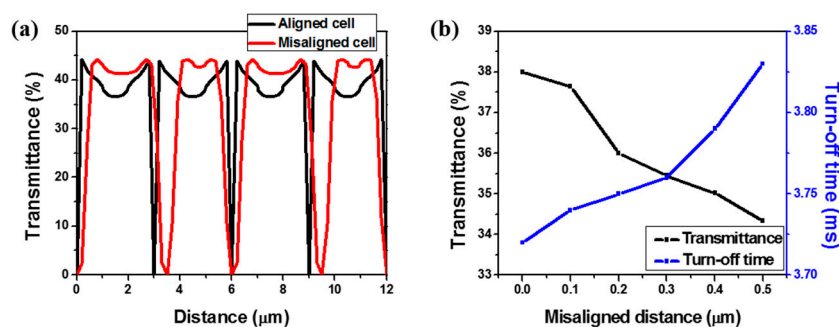 (a)
Aligned cell
Misaligned cell
Transmittance (%)
50
40
30
20
10
0
0 2 4 6 8 10 12
Distance (μm)
(b)
Transmittance (%)
39
38
37
36
35
34
33
3.85
3.80
3.75
3.70
Turn-off time (ms)
Transmittance
Turn-off time
0.0 0.1 0.2 0.3 0.4 0.5
Misaligned distance (μm)